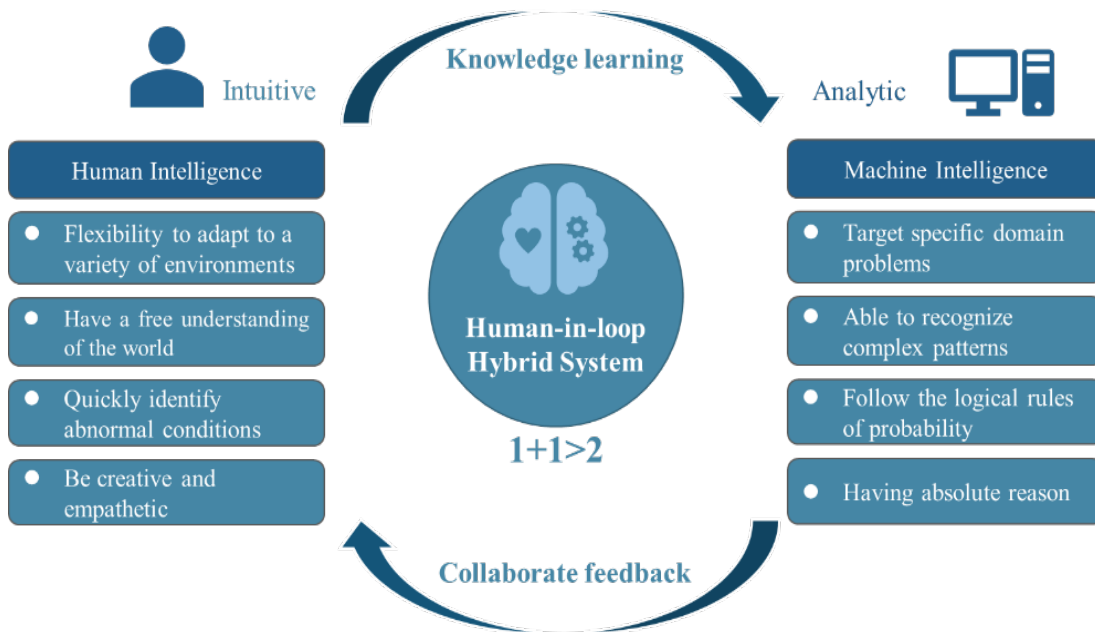 Knowledge learning
Intuitive
Analytic
Human Intelligence
Flexibility to adapt to a
variety of environments
Have a free understanding
of the world
Quickly identify
abnormal conditions
Be creative and
empathetic
Human-in-loop
Hybrid System
1+1>2
Machine Intelligence
Target specific domain
problems
Able to recognize
complex patterns
Follow the logical rules
of probability
Having absolute reason
Collaborate feedback